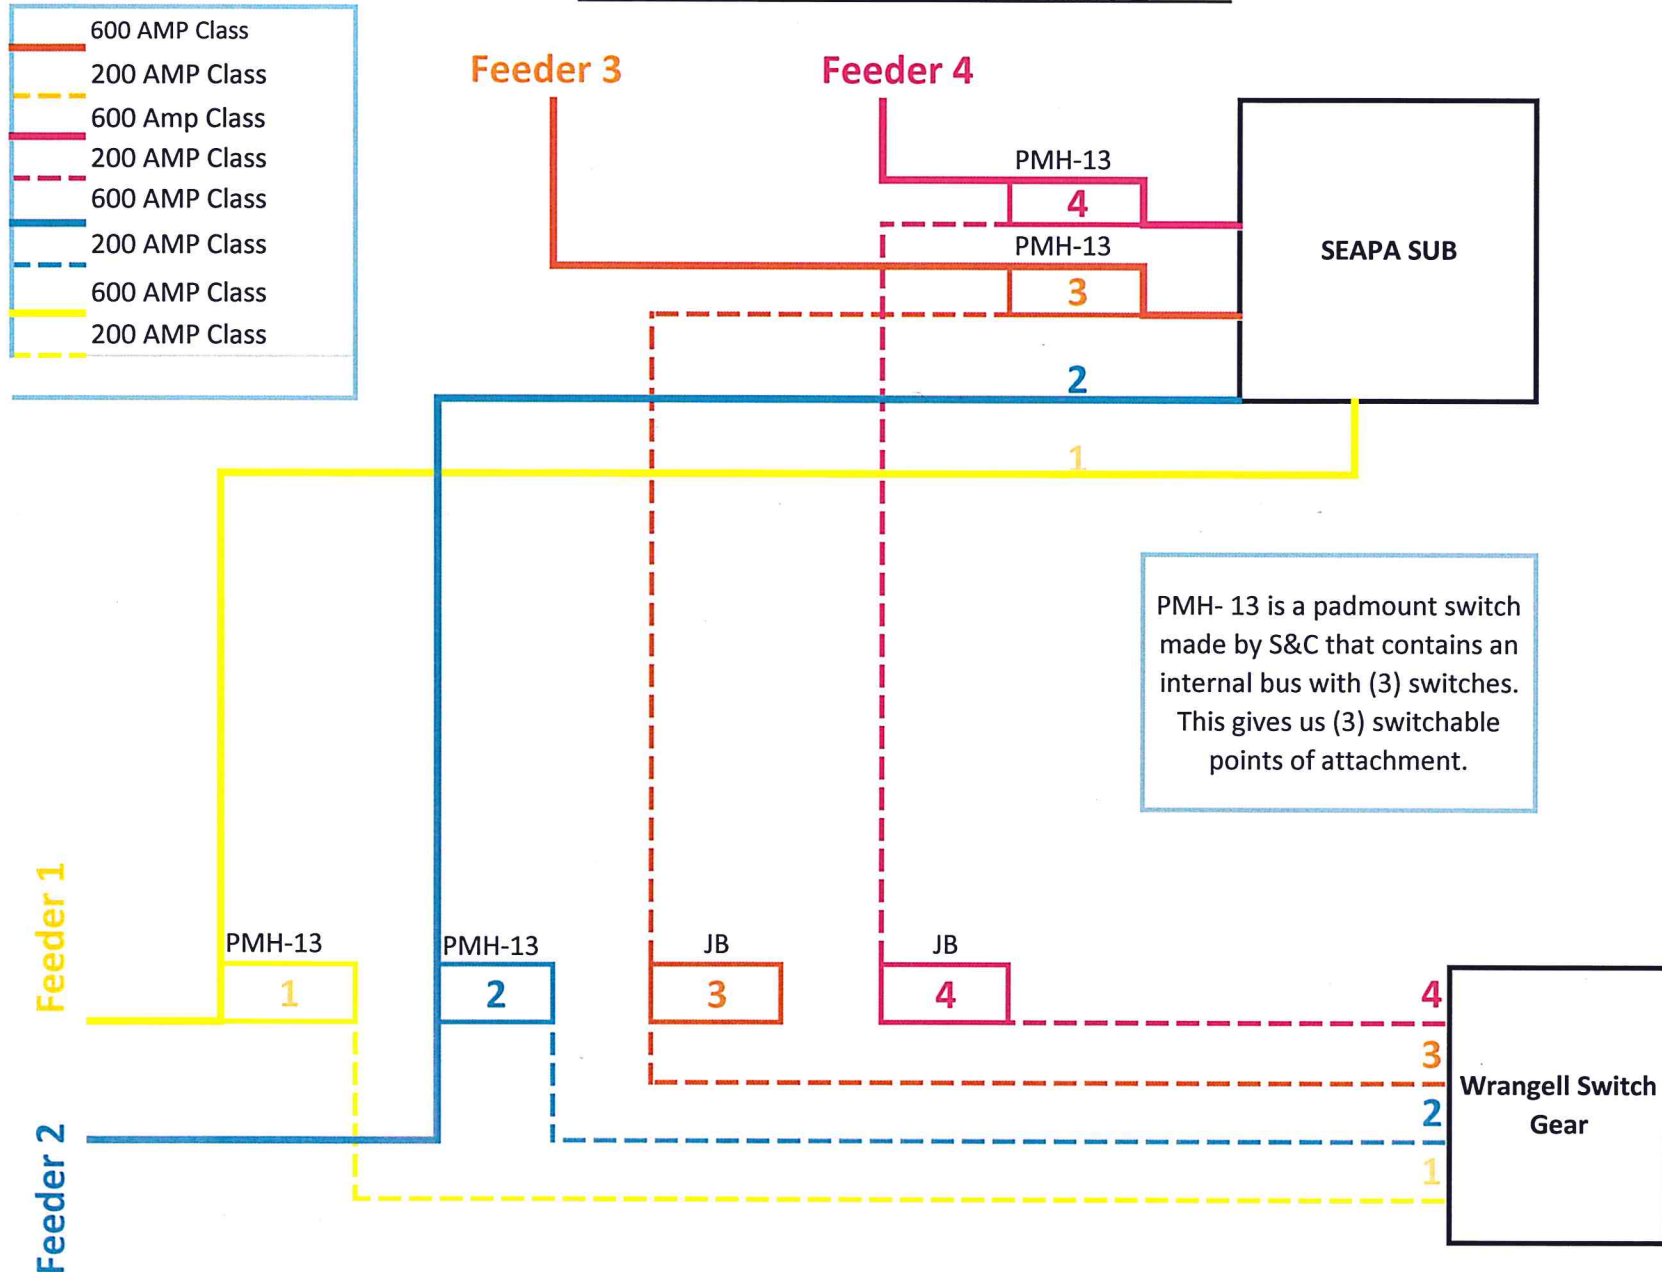 600 AMP Class
200 AMP Class
600 Amp Class
200 AMP Class
600 AMP Class
200 AMP Class
600 AMP Class
200 AMP Class
Feeder 3
Feeder 4
PMH-13
4
PMH-13
3
SEAPA SUB
2
1
PMH- 13 is a padmount switch
made by S&C that contains an
internal bus with (3) switches.
This gives us (3) switchable
points of attachment.
Feeder 1
PMH-13
1
PMH-13
2
JB
3
JB
4
4
3
2
1
Wrangell Switch
Gear
Feeder 2